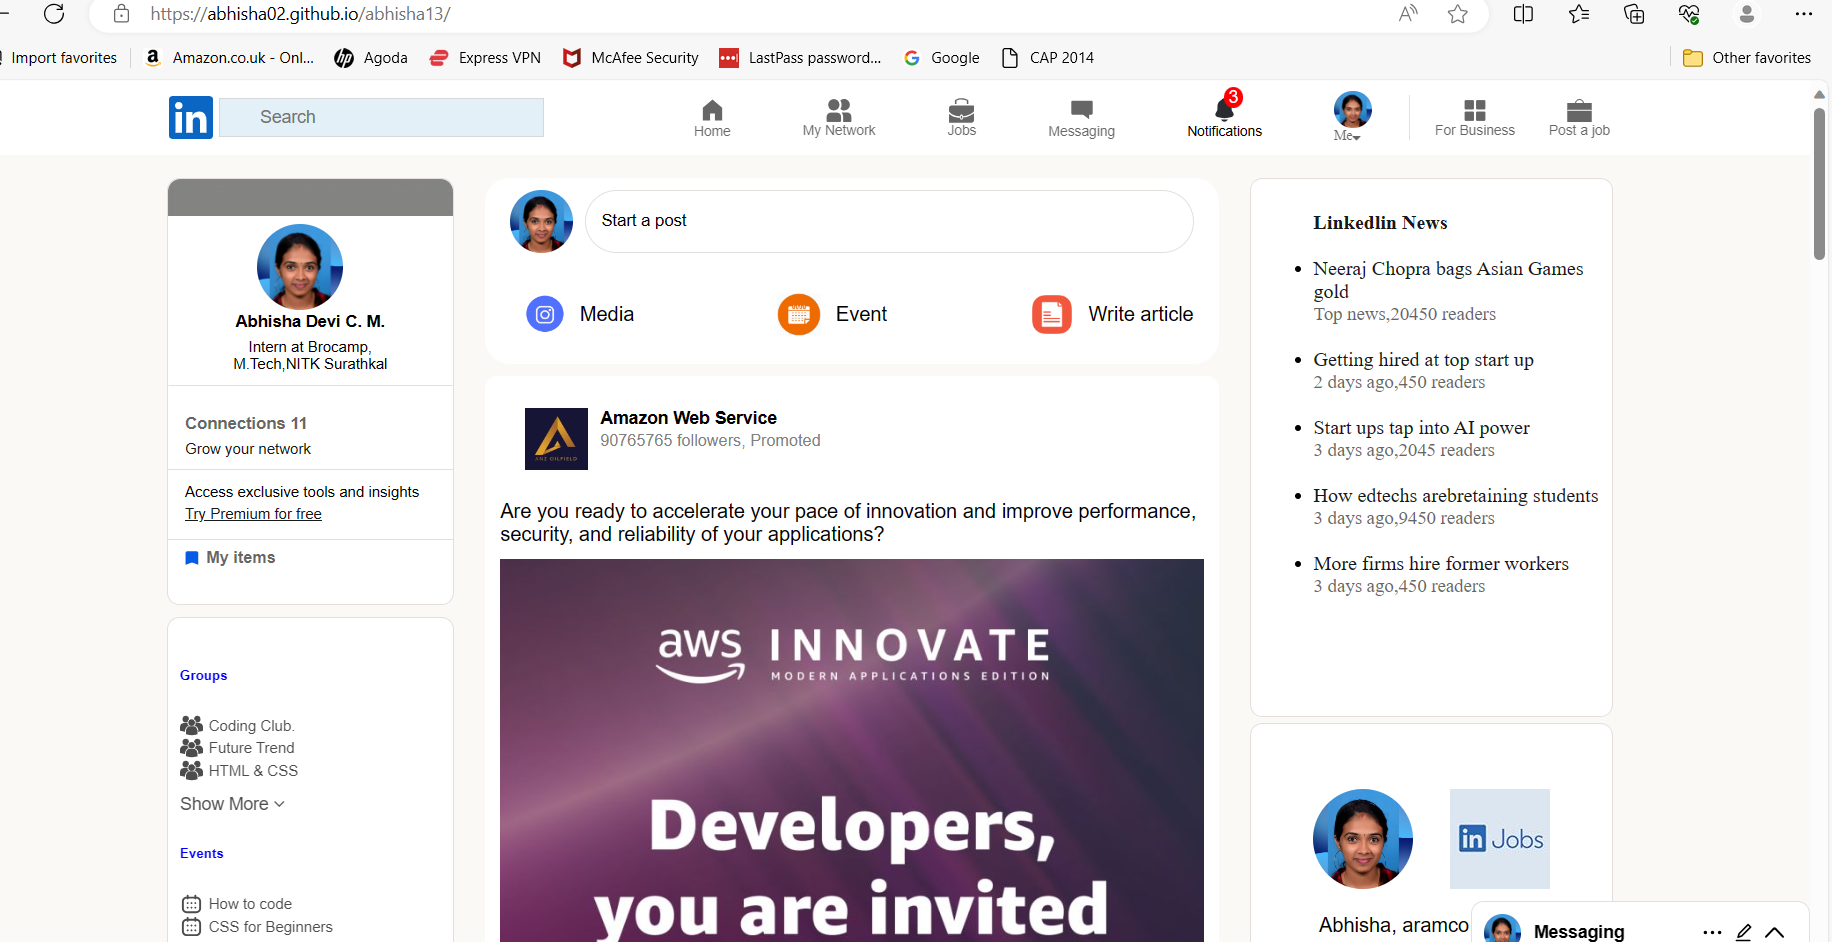 https://abhisha02.github.io/abhisha13/
Import favorites
Amazon.co.uk - Onl...
Agoda
Express VPN
McAfee Security
LastPass password...
Google
CAP 2014
Other favorites
in
Search
Home
My Network
Jobs
Messaging
3
Notifications
Me
For Business
Post a job
Abhisha Devi C. M.
Intern at Brocamp,
M.Tech,NITK Surathkal
Connections 11
Grow your network
Access exclusive tools and insights
Try Premium for free
My items
Groups
Coding Club.
Future Trend
HTML & CSS
Show More
Events
How to code
CSS for Beginners
Start a post
Media
Event
Write article
ANZ OILFIELD
Amazon Web Service
90765765 followers, Promoted
Are you ready to accelerate your pace of innovation and improve performance,
security, and reliability of your applications?
aws INNOVATE
MODERN APPLICATIONS EDITION
Developers,
you are invited
Linkedlin News
Neeraj Chopra bags Asian Games
gold
Top news,20450 readers
Getting hired at top start up
2 days ago,450 readers
Start ups tap into AI power
3 days ago,2045 readers
How edtechs arebretaining students
3 days ago,9450 readers
More firms hire former workers
3 days ago,450 readers
in Jobs
Abhisha, aramco
Messaging